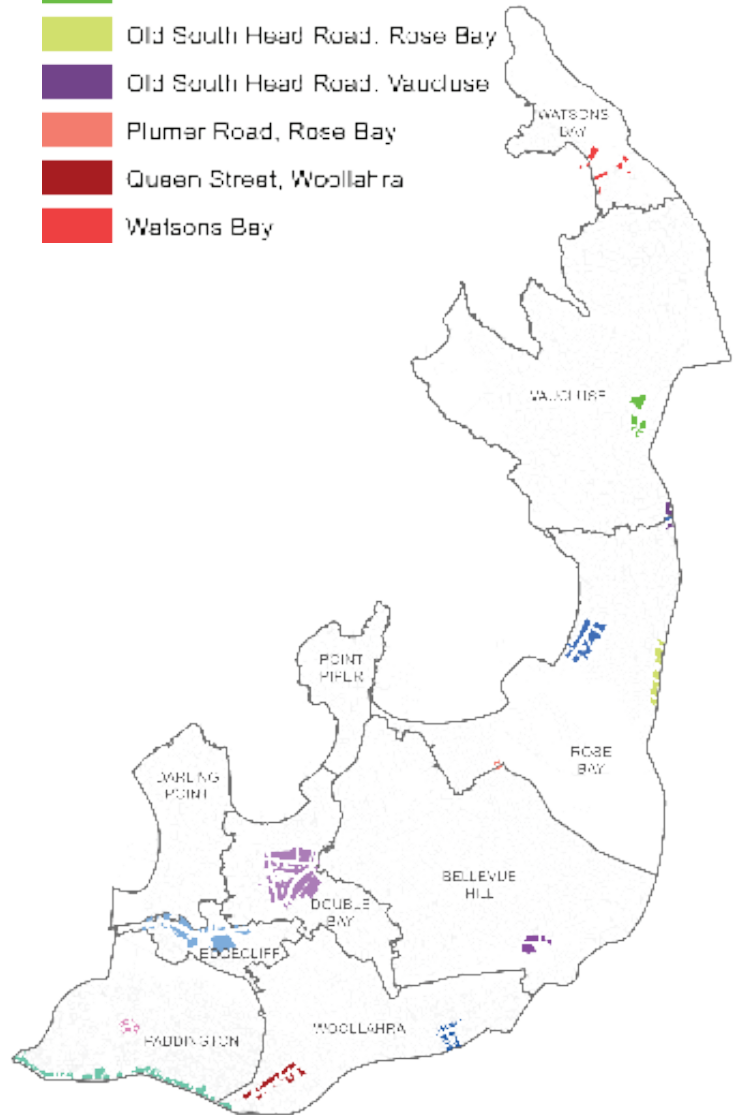 Old South Head Road, Rose Bay
Old South Head Road, Vaucluse
Plumer Road, Rose Bay
Queen Street, Woollahra
Watsons Bay
WATSONS
BAY
VAUCLUSE
POINT
PIPER
ROSE
BAY
DARLING
POINT
BELLEVUE
HILL
DOUBLE
BAY
EDGECLIFF
WOOLLAHRA
PADDINGTON